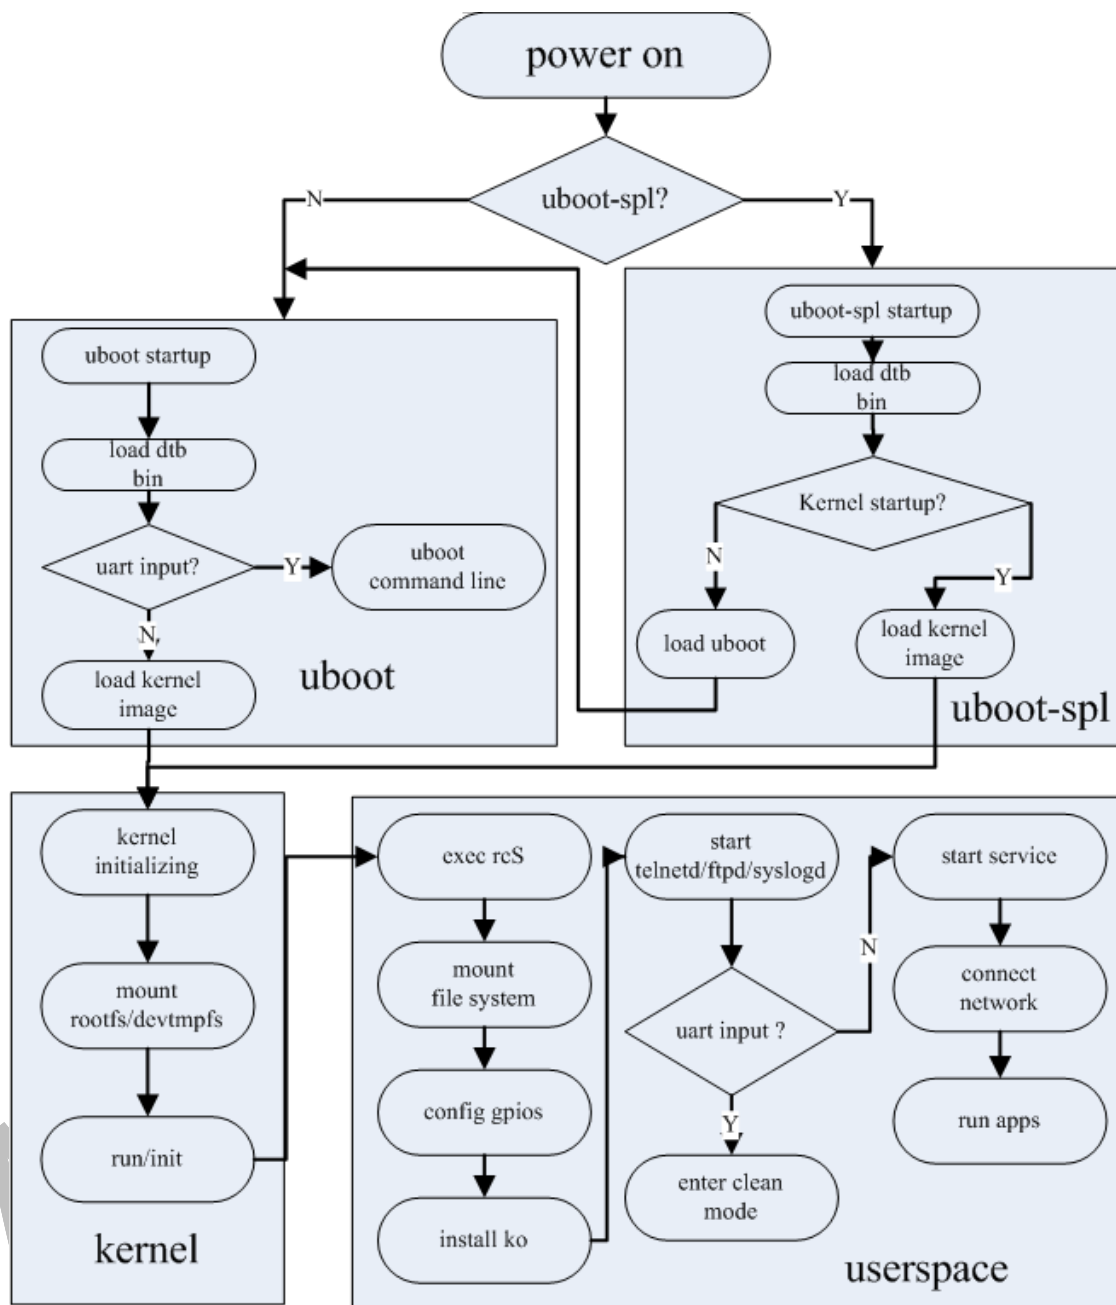 power on
uboot-spl?
N
Y
uboot startup
load dtb
bin
uart input?
Y
uboot
command line
N
load kernel
image
uboot
uboot-spl startup
load dtb
bin
Kernel startup?
N
Y
load uboot
load kernel
image
uboot-spl
kernel
initializing
mount
rootfs/devtmpfs
run/init
kernel
exec rcS
mount
file system
config gpios
install ko
start
telnetd/ftpd/syslogd
uart input ?
N
Y
enter clean
mode
start service
connect
network
run apps
userspace